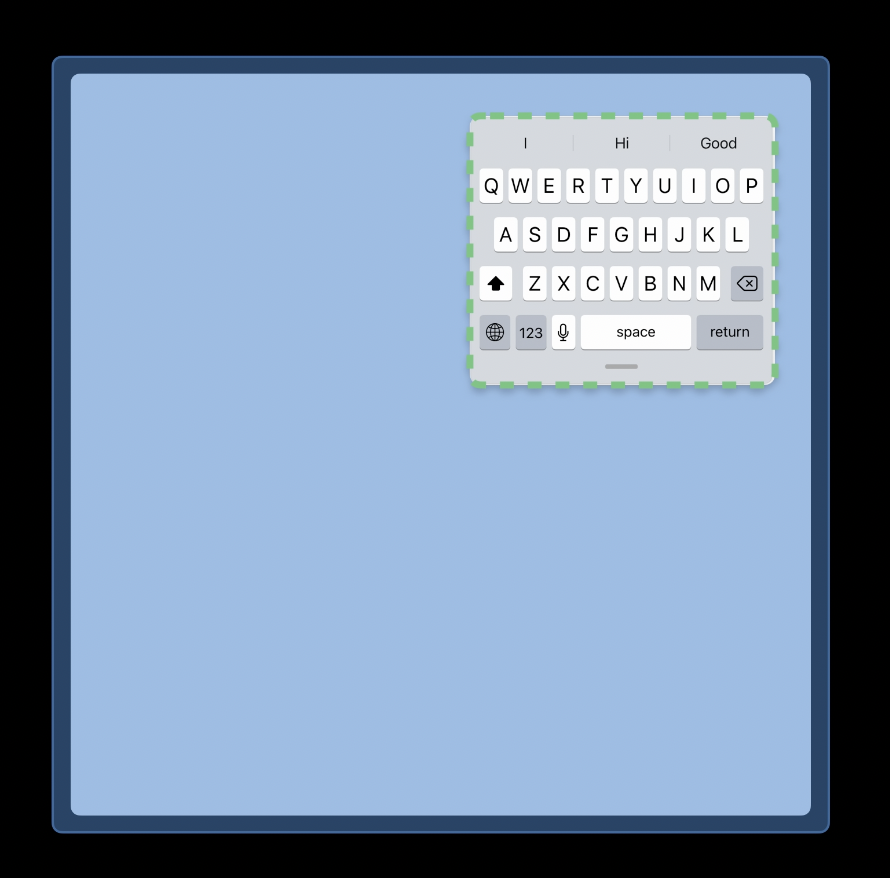 I Hi Good
Q W E R T Y U I O P
A S D F G H J K L
Z X C V B N M
123 space return